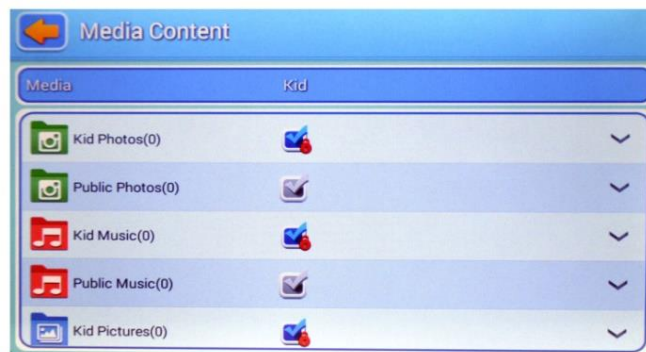 Media Content
Media Kid
Kid Photos(0)
Public Photos(0)
Kid Music(0)
Public Music(0)
Kid Pictures(0)